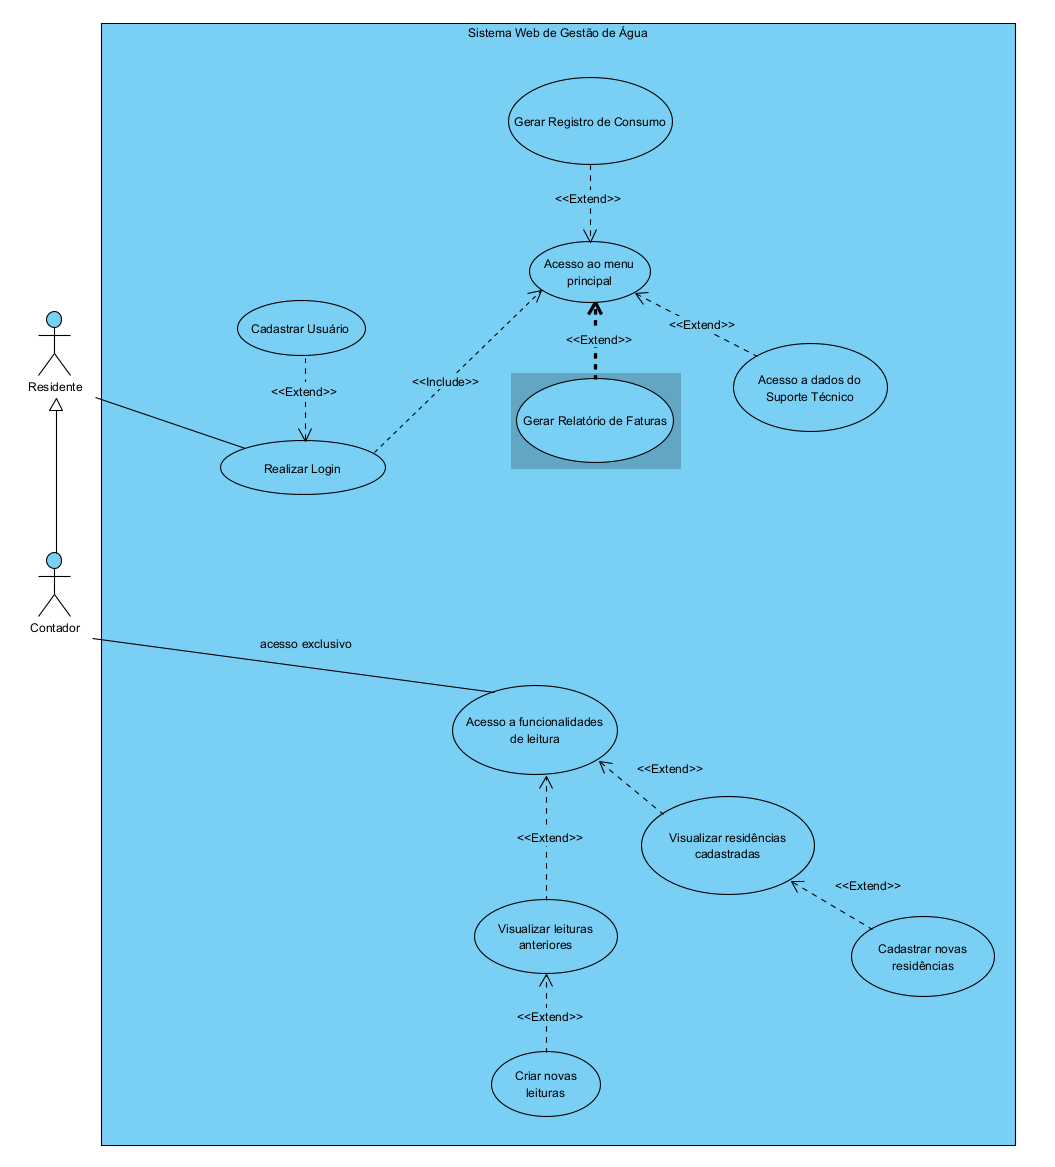 Sistema Web de Gestão de Água
Gerar Registro de Consumo
<<Extend>>
Acesso ao menu
principal
Cadastrar Usuário
<<Extend>>
<<Extend>>
<<Include>>
<<Extend>>
Residente
Acesso a dados do
Suporte Técnico
Gerar Relatório de Faturas
Realizar Login
Contador
acesso exclusivo
Acesso a funcionalidades
de leitura
<<Extend>>
<<Extend>>
Visualizar residências
cadastradas
<<Extend>>
Visualizar leituras
anteriores
Cadastrar novas
residências
<<Extend>>
Criar novas
leituras